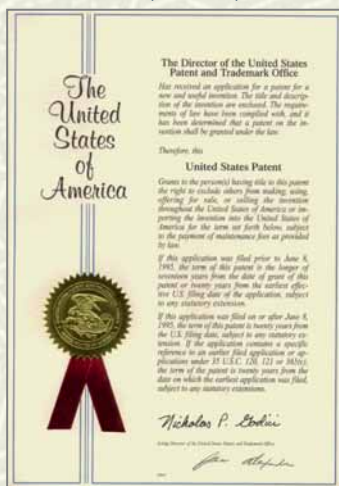 The
United
States
of
America
The Director of the United States
Patent and Trademark Office
Has received an application for a patent for a
new and useful invention. The title and descrip-
tion of the invention are enclosed. The require-
ments of law have been complied with, and it
has been determined that a patent on the in-
vention shall be granted under the law.
Therefore, this
United States Patent
Grants to the person(s) having title to this patent
the right to exclude others from making, using,
offering for sale, or selling the invention
throughout the United States of America or im-
porting the invention into the United States of
America for the term set forth below, subject
to the payment of maintenance fees as provided
by law.
If this application was filed prior to June 8,
1995, the term of this patent is the longer of
seventeen years from the date of grant of this
patent or twenty years from the earliest effec-
tive U.S. filing date of the application, subject
to any statutory extension.
If this application was filed on or after June 8,
1995, the term of this patent is twenty years from
the U.S. filing date, subject to any statutory ex-
tension. If the application contains a specific
reference to an earlier filed application or ap-
plications under 35 U.S.C. 120, 121 or 365(c),
the term of the patent is twenty years from the
date on which the earliest application was filed,
subject to any statutory extensions.
Nicholas P. Godici
Acting Director of the United States Patent and Trademark Office